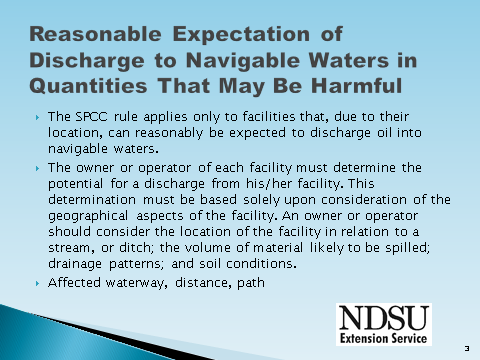 Reasonable Expectation of
Discharge to Navigable Waters in
Quantities That May Be Harmful
The SPCC rule applies only to facilities that, due to their
location, can reasonably be expected to discharge oil into
navigable waters.
The owner or operator of each facility must determine the
potential for a discharge from his/her facility. This
determination must be based solely upon consideration of the
geographical aspects of the facility. An owner or operator
should consider the location of the facility in relation to a
stream, or ditch; the volume of material likely to be spilled;
drainage patterns; and soil conditions.
Affected waterway, distance, path
NDSU
Extension Service
3